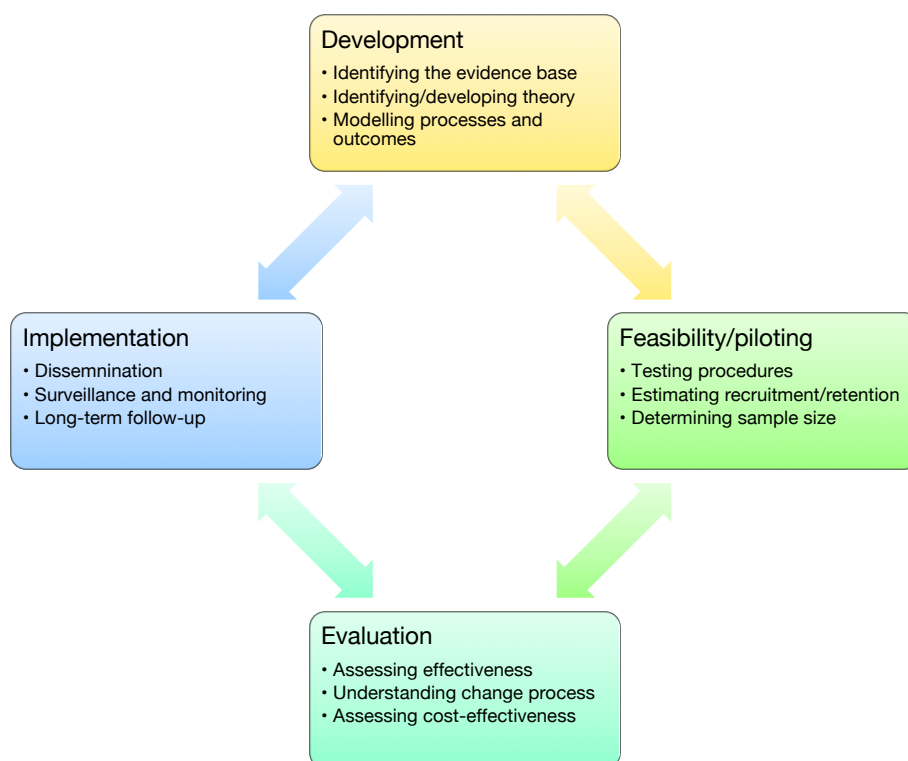 Development
• Identifying the evidence base
• Identifying/developing theory
• Modelling processes and
outcomes
Implementation
• Dissemnination
• Surveillance and monitoring
• Long-term follow-up
Feasibility/piloting
• Testing procedures
• Estimating recruitment/retention
• Determining sample size
Evaluation
• Assessing effectiveness
• Understanding change process
• Assessing cost-effectiveness